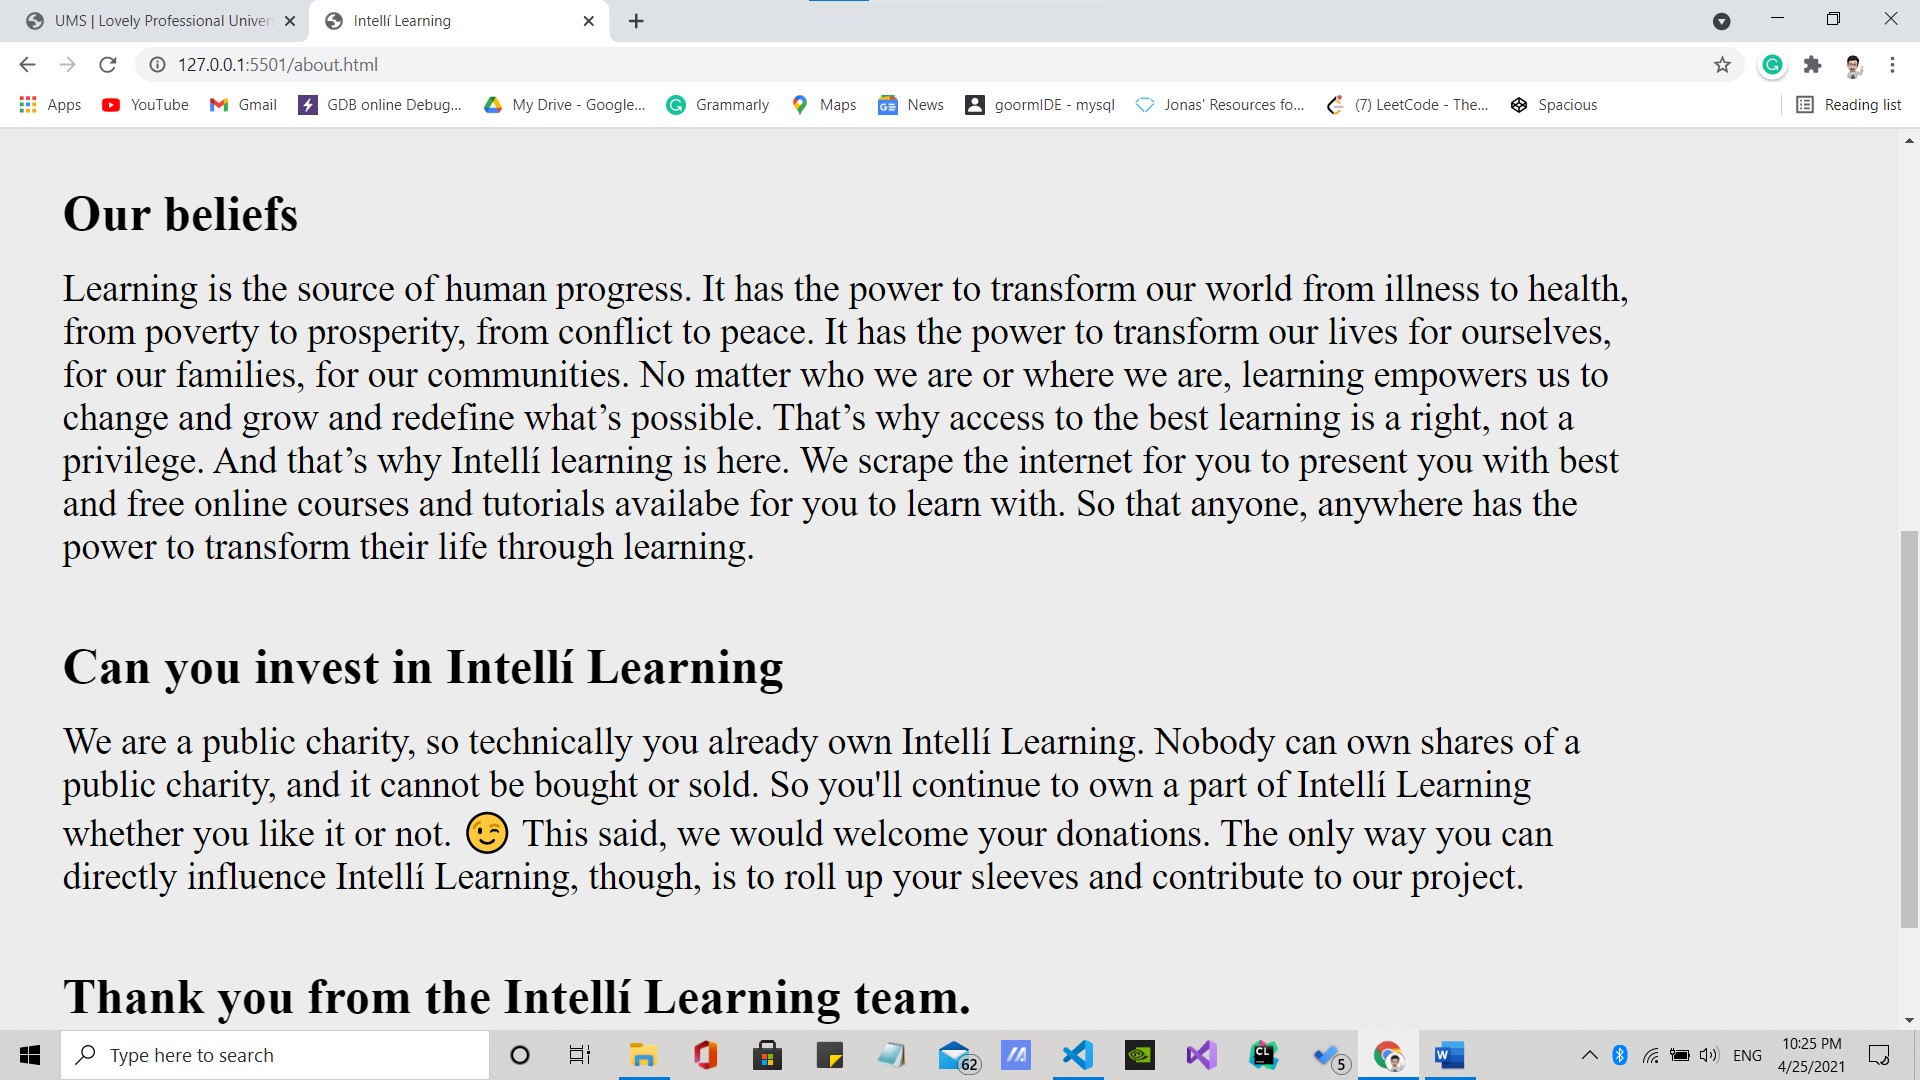 UMS | Lovely Professional Univer
Intellí Learning
127.0.0.1:5501/about.html
Apps
YouTube
Gmail
GDB online Debug...
My Drive - Google...
Grammarly
Maps
News
goormIDE - mysql
Jonas' Resources fo...
(7) LeetCode - The...
Spacious
Reading list
Our beliefs
Learning is the source of human progress. It has the power to transform our world from illness to health,
from poverty to prosperity, from conflict to peace. It has the power to transform our lives for ourselves,
for our families, for our communities. No matter who we are or where we are, learning empowers us to
change and grow and redefine what’s possible. That’s why access to the best learning is a right, not a
privilege. And that’s why Intellí learning is here. We scrape the internet for you to present you with best
and free online courses and tutorials availabe for you to learn with. So that anyone, anywhere has the
power to transform their life through learning.
Can you invest in Intellí Learning
We are a public charity, so technically you already own Intellí Learning. Nobody can own shares of a
public charity, and it cannot be bought or sold. So you'll continue to own a part of Intellí Learning
whether you like it or not. 😉 This said, we would welcome your donations. The only way you can
directly influence Intellí Learning, though, is to roll up your sleeves and contribute to our project.
Thank you from the Intellí Learning team.
Type here to search
62
CL
5
W
ENG
10:25 PM
4/25/2021